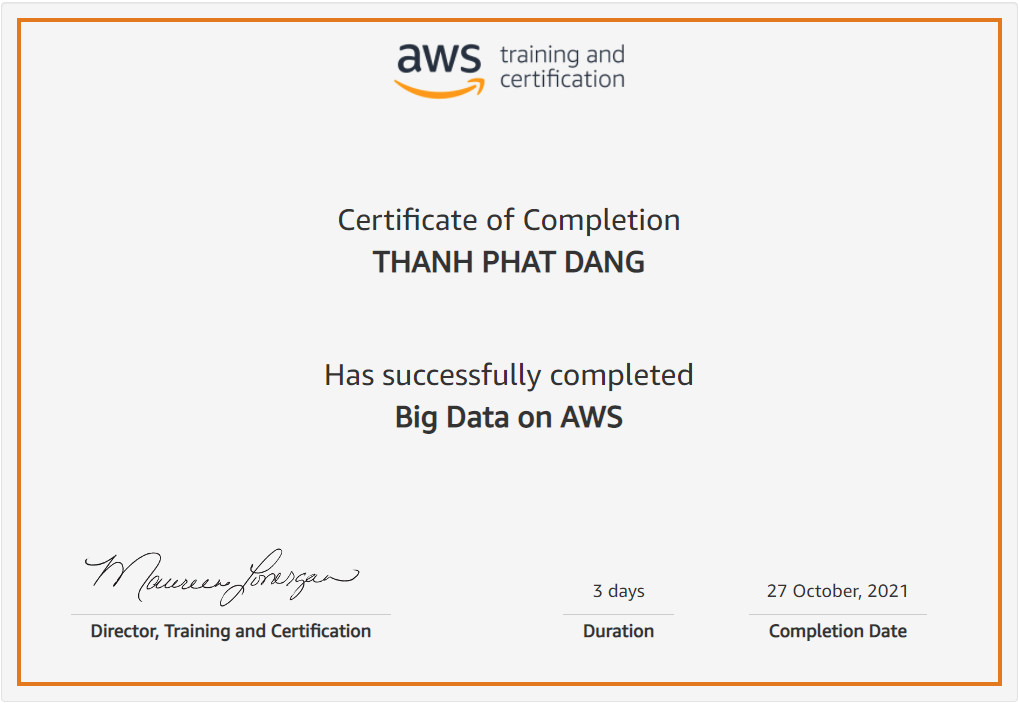 aws training and
certification
Certificate of Completion
THANH PHAT DANG
Has successfully completed
Big Data on AWS
Maureen Lonergan
3 days
27 October, 2021
Director, Training and Certification
Duration
Completion Date